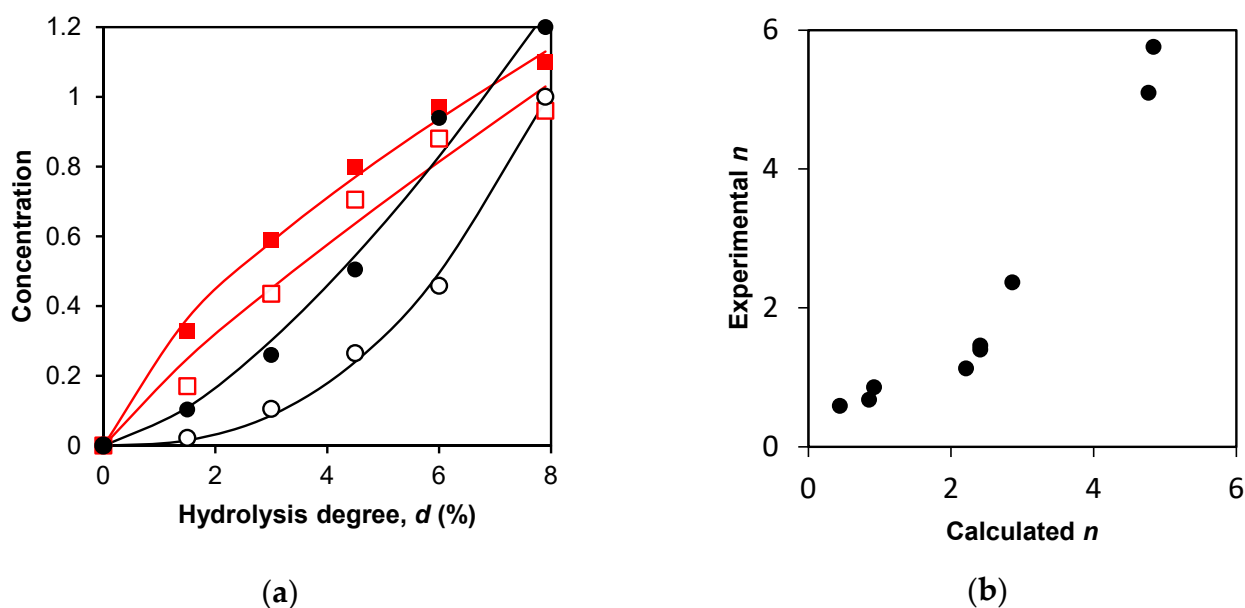 1.2
1
0.8
0.6
0.4
0.2
0
0 2 4 6 8
Concentration
Hydrolysis degree, d (%)
(a)
6
4
2
0
0 2 4 6
Experimental n
Calculated n
(b)